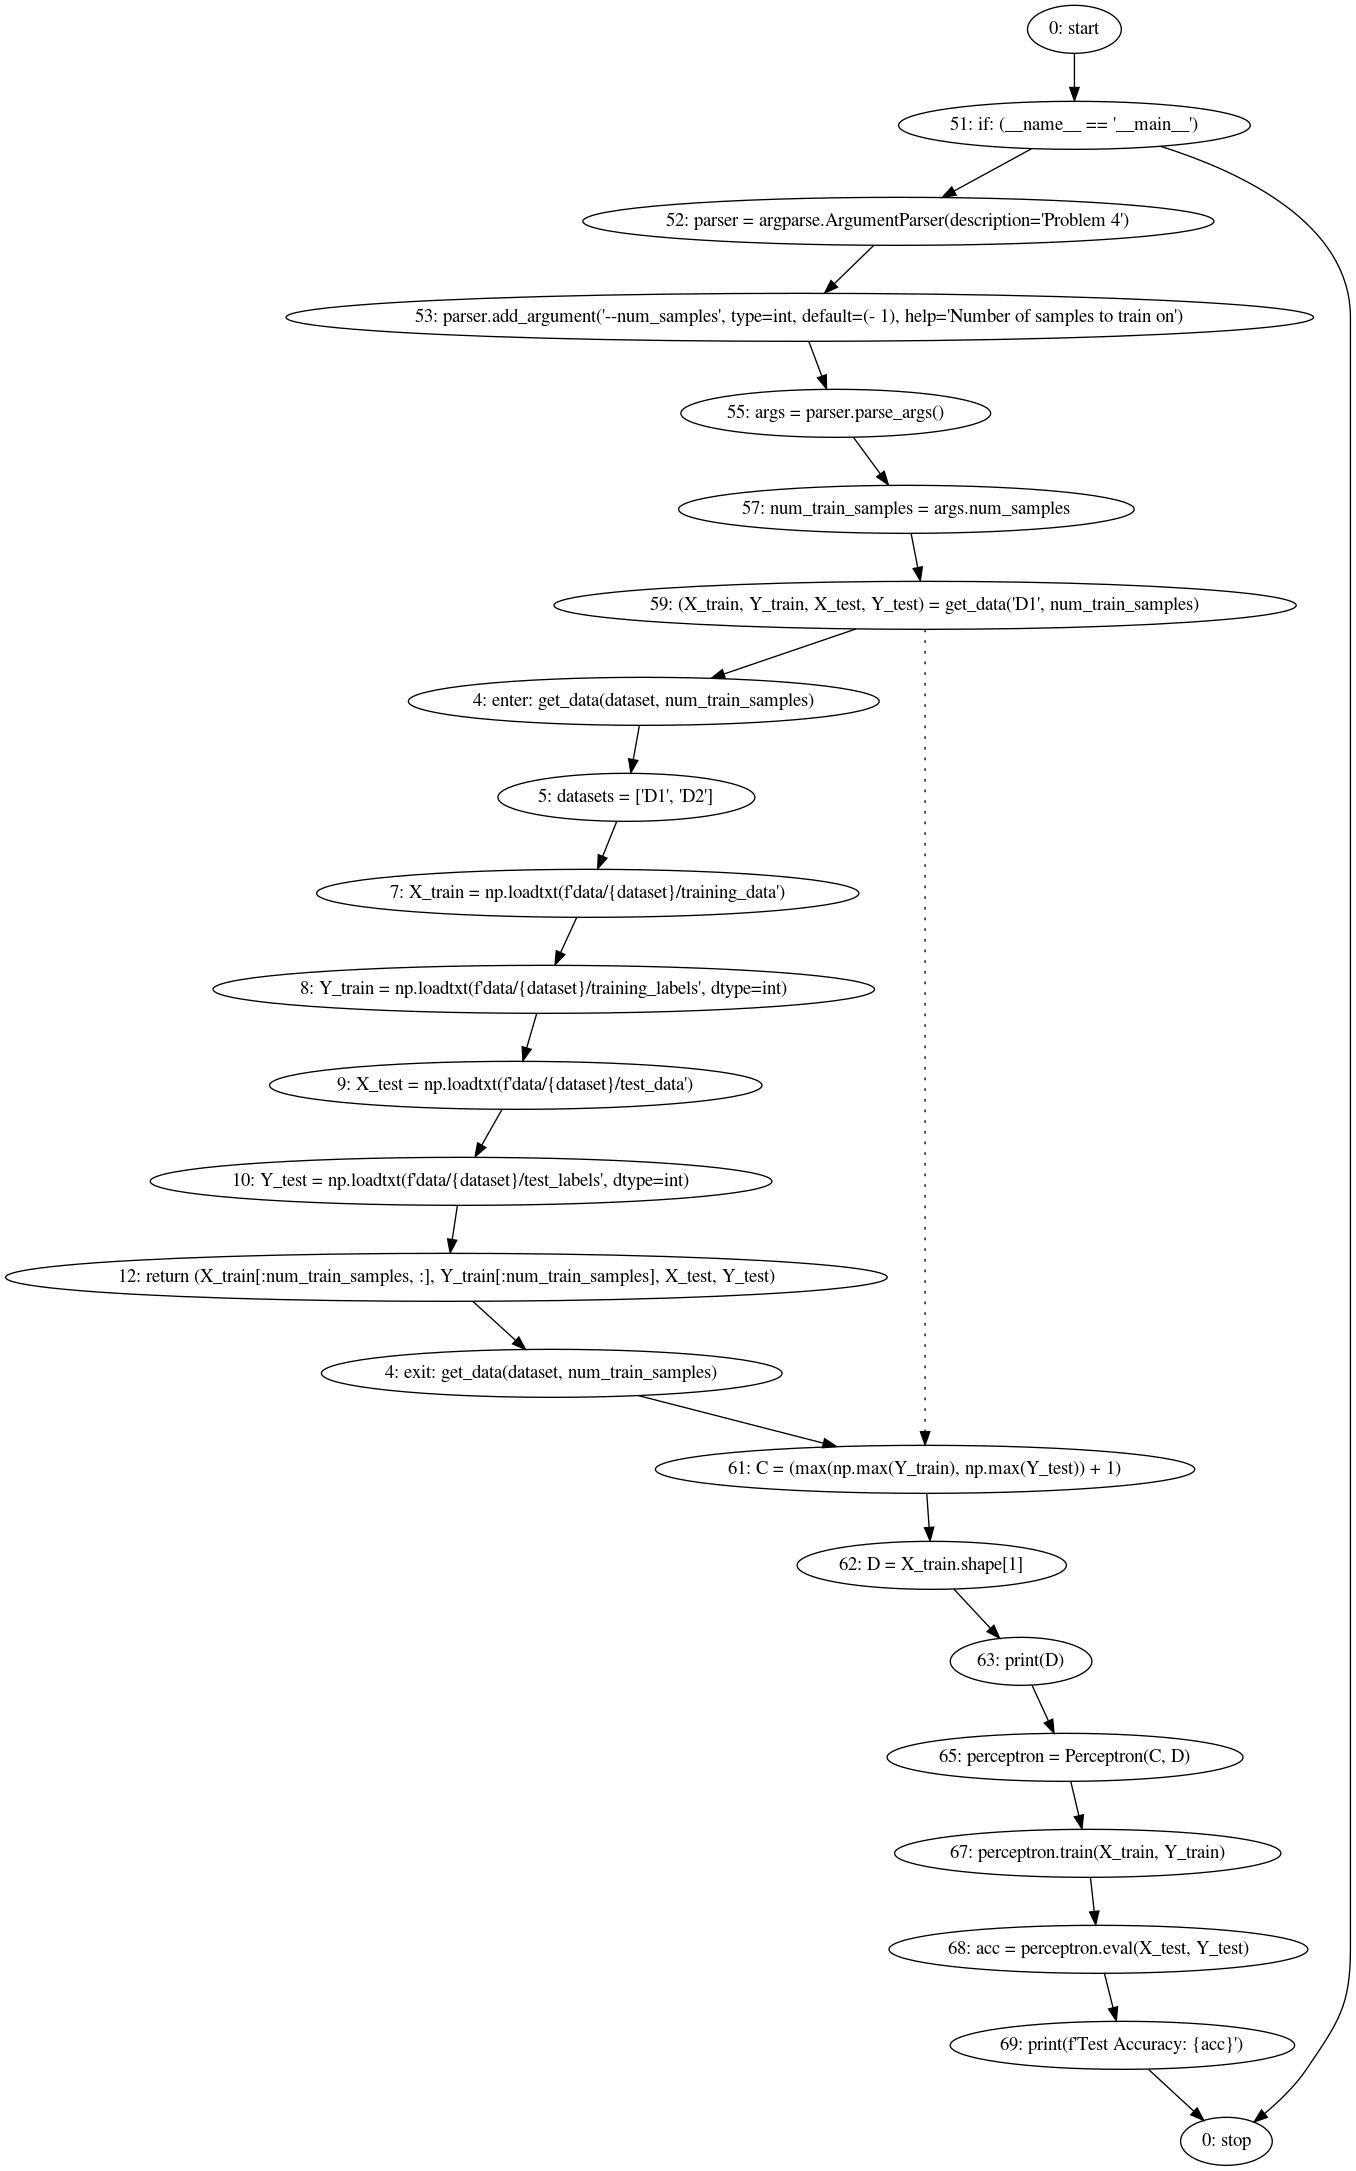 0: start
51: if: (__name__ == '__main__')
52: parser = argparse.ArgumentParser(description='Problem 4')
53: parser.add_argument('--num_samples', type=int, default=(- 1), help='Number of samples to train on')
55: args = parser.parse_args()
57: num_train_samples = args.num_samples
59: (X_train, Y_train, X_test, Y_test) = get_data('D1', num_train_samples)
4: enter: get_data(dataset, num_train_samples)
5: datasets = ['D1', 'D2']
7: X_train = np.loadtxt(f'data/{dataset}/training_data')
8: Y_train = np.loadtxt(f'data/{dataset}/training_labels', dtype=int)
9: X_test = np.loadtxt(f'data/{dataset}/test_data')
10: Y_test = np.loadtxt(f'data/{dataset}/test_labels', dtype=int)
12: return (X_train[:num_train_samples, :], Y_train[:num_train_samples], X_test, Y_test)
4: exit: get_data(dataset, num_train_samples)
61: C = (max(np.max(Y_train), np.max(Y_test)) + 1)
62: D = X_train.shape[1]
63: print(D)
65: perceptron = Perceptron(C, D)
67: perceptron.train(X_train, Y_train)
68: acc = perceptron.eval(X_test, Y_test)
69: print(f'Test Accuracy: {acc}')
0: stop